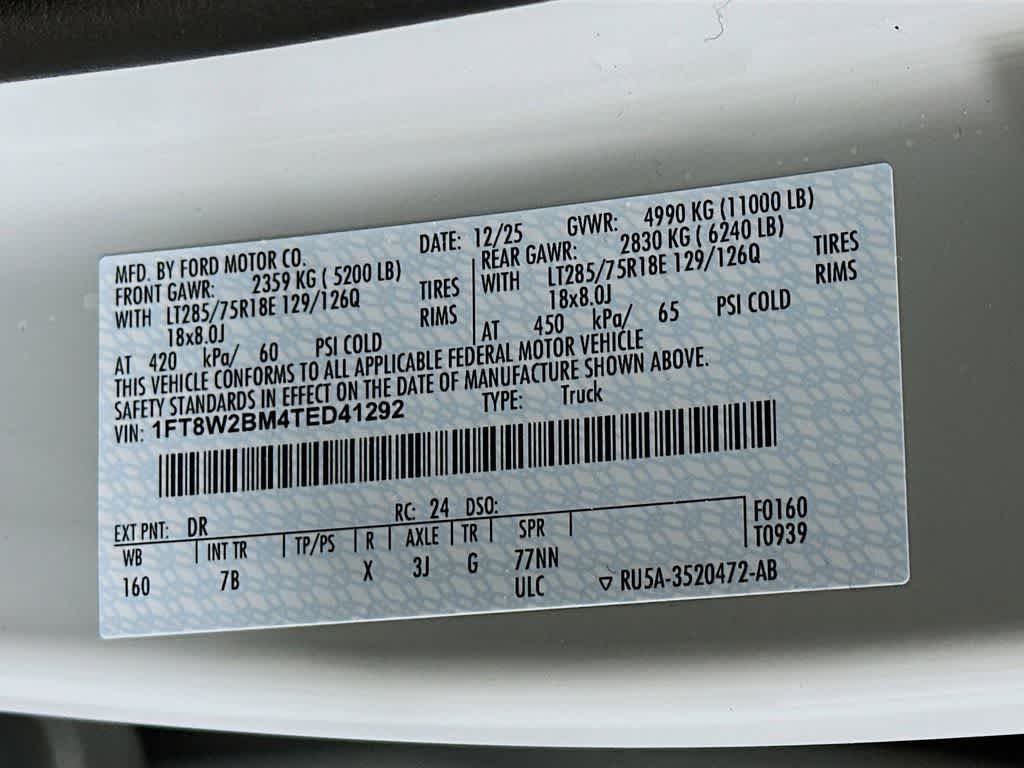 MFD. BY FORD MOTOR CO. DATE: 12/25 GVWR: 4990 KG (11000 LB)
FRONT GAWR: 2359 KG ( 5200 LB) REAR GAWR: 2830 KG ( 6240 LB)
WITH LT285/75R18E 129/126Q TIRES WITH LT285/75R18E 129/126Q TIRES
18x8.0J RIMS 18x8.0J RIMS
AT 420 kPa/ 60 PSI COLD AT 450 kPa/ 65 PSI COLD
THIS VEHICLE CONFORMS TO ALL APPLICABLE FEDERAL MOTOR VEHICLE
SAFETY STANDARDS IN EFFECT ON THE DATE OF MANUFACTURE SHOWN ABOVE.
VIN: 1FT8W2BM4TED41292 TYPE: Truck
EXT PNT: DR RC: 24 DSO: F0160
WB INT TR TP/PS R AXLE TR SPR T0939
160 7B X 3J G 77NN
ULC ▽ RU5A-3520472-AB